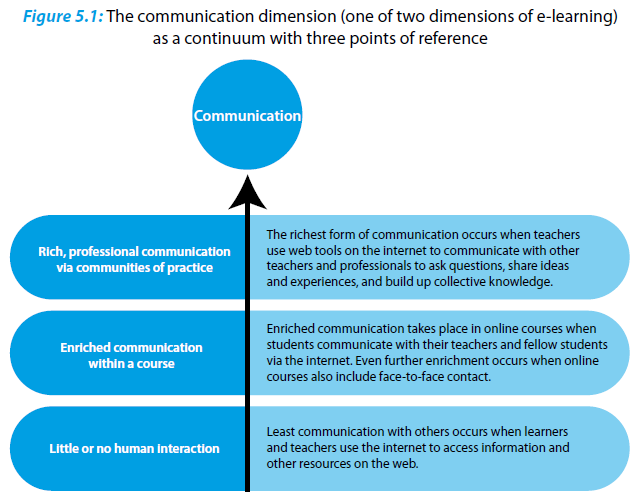 Figure 5.1: The communication dimension (one of two dimensions of e-learning)
as a continuum with three points of reference
Communication
Rich, professional communication
via communities of practice
The richest form of communication occurs when teachers
use web tools on the internet to communicate with other
teachers and professionals to ask questions, share ideas
and experiences, and build up collective knowledge.
Enriched communication
within a course
Enriched communication takes place in online courses when
students communicate with their teachers and fellow students
via the internet. Even further enrichment occurs when online
courses also include face-to-face contact.
Little or no human interaction
Least communication with others occurs when learners
and teachers use the internet to access information and
other resources on the web.